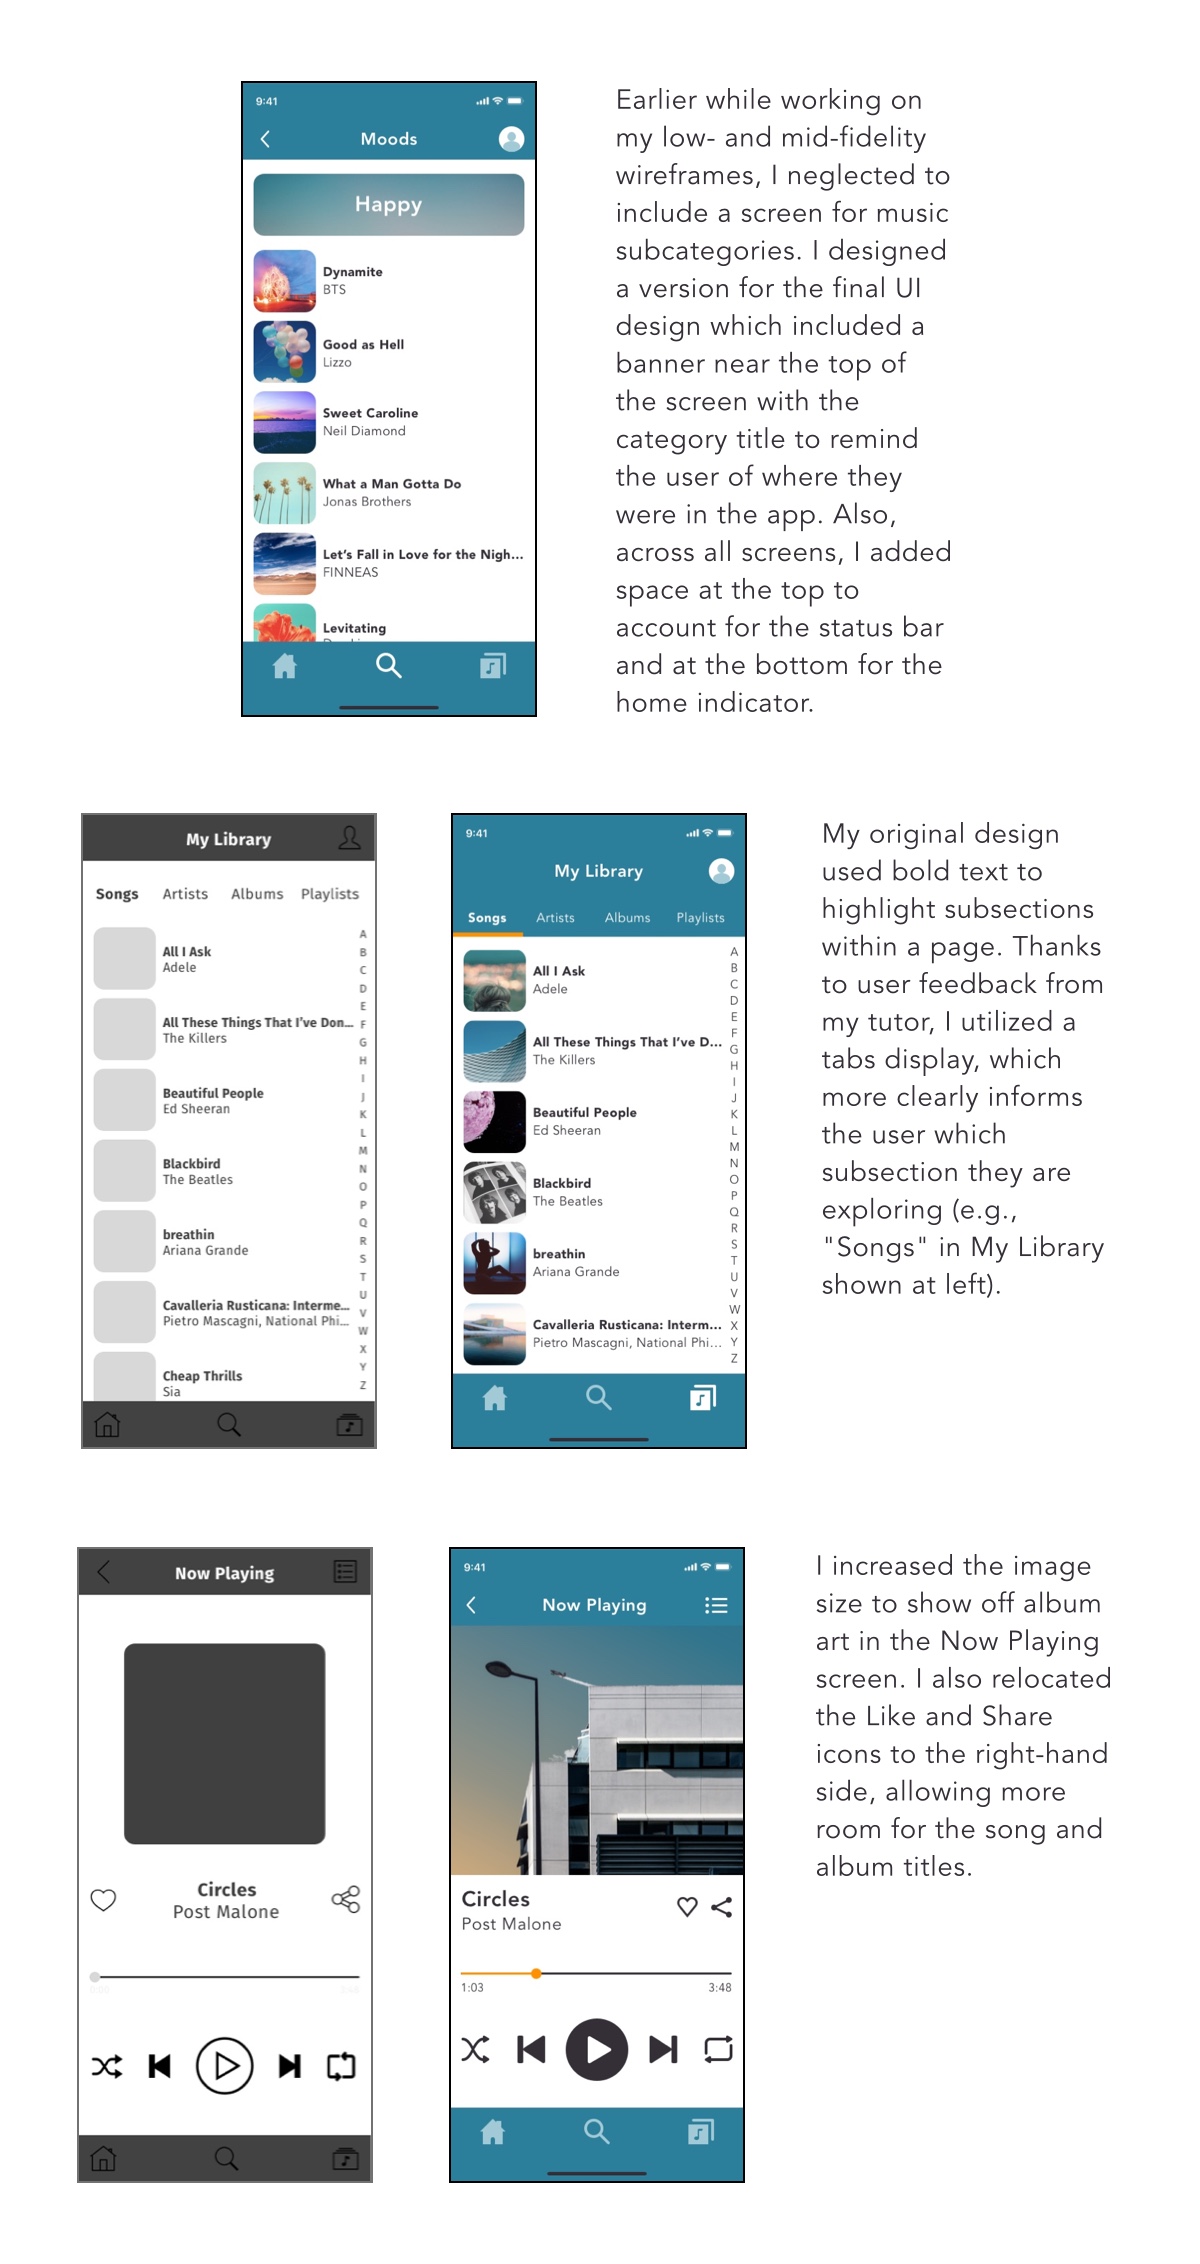 9:41
Moods
Happy
Dynamite
BTS
Good as Hell
Lizzo
Sweet Caroline
Neil Diamond
What a Man Gotta Do
Jonas Brothers
Let's Fall in Love for the Nigh...
FINNEAS
Levitating
Earlier while working on
my low- and mid-fidelity
wireframes, I neglected to
include a screen for music
subcategories. I designed
a version for the final UI
design which included a
banner near the top of
the screen with the
category title to remind
the user of where they
were in the app. Also,
across all screens, I added
space at the top to
account for the status bar
and at the bottom for the
home indicator.
My Library
Songs Artists Albums Playlists
All I Ask
Adele
All These Things That I've Don...
The Killers
Beautiful People
Ed Sheeran
Blackbird
The Beatles
breathin
Ariana Grande
Cavalleria Rusticana: Interme...
Pietro Mascagni, National Phi...
Cheap Thrills
Sia
A
B
C
D
E
F
G
H
I
J
K
L
M
N
O
P
Q
R
S
T
U
V
W
X
Y
Z
9:41
My Library
Songs Artists Albums Playlists
All I Ask
Adele
All These Things That I've D...
The Killers
Beautiful People
Ed Sheeran
Blackbird
The Beatles
breathin
Ariana Grande
Cavalleria Rusticana: Interm...
Pietro Mascagni, National Phi...
A
B
C
D
E
F
G
H
I
J
K
L
M
N
O
P
Q
R
S
T
U
V
W
X
Y
Z
My original design
used bold text to
highlight subsections
within a page. Thanks
to user feedback from
my tutor, I utilized a
tabs display, which
more clearly informs
the user which
subsection they are
exploring (e.g.,
"Songs" in My Library
shown at left).
Now Playing
Circles
Post Malone
9:41
Now Playing
Circles
Post Malone
1:03 3:48
I increased the image
size to show off album
art in the Now Playing
screen. I also relocated
the Like and Share
icons to the right-hand
side, allowing more
room for the song and
album titles.